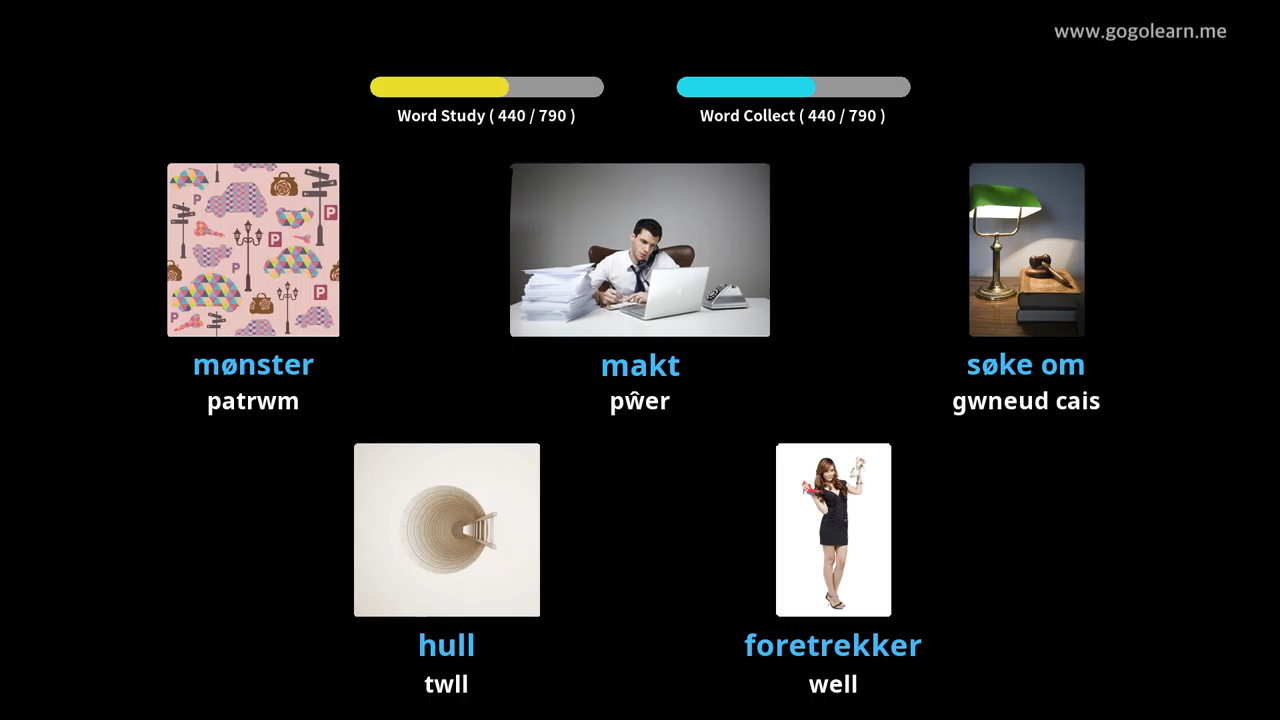 www.gogolearn.me
Word Study ( 440 / 790 )
Word Collect ( 440 / 790 )
P
P
P
P
P
P
mønster
makt
søke om
patrwm
pŵer
gwneud cais
hull
foretrekker
twll
well